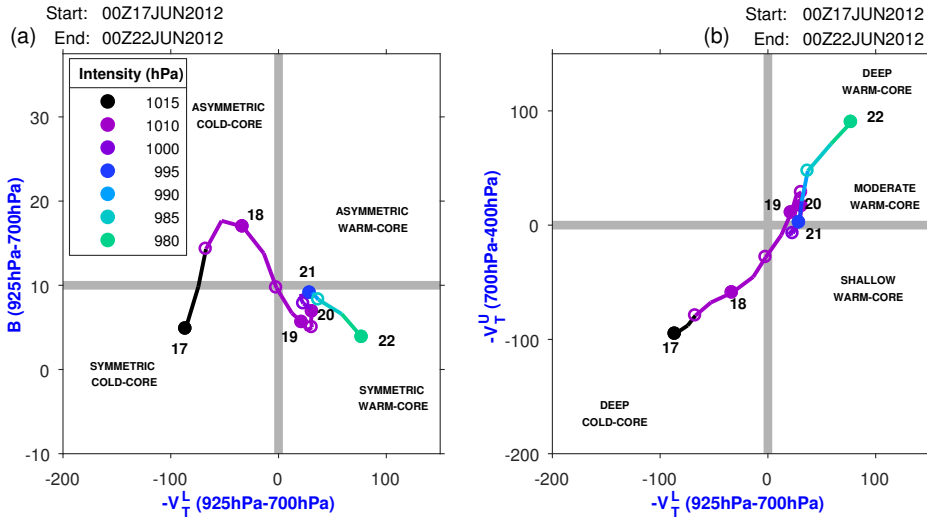 Start: 00Z17JUN2012
End: 00Z22JUN2012
(a)
Intensity (hPa)
1015
1010
1000
995
990
985
980
ASYMMETRIC
COLD-CORE
ASYMMETRIC
WARM-CORE
SYMMETRIC
COLD-CORE
SYMMETRIC
WARM-CORE
17
18
19
20
21
22
30
20
10
0
-10
B (925hPa-700hPa)
-200
-100
0
100
-V_T^L (925hPa-700hPa)
Start: 00Z17JUN2012
End: 00Z22JUN2012
(b)
DEEP
WARM-CORE
MODERATE
WARM-CORE
SHALLOW
WARM-CORE
DEEP
COLD-CORE
17
18
19
20
21
22
100
0
-100
-200
-V_T^U (700hPa-400hPa)
-200
-100
0
100
-V_T^L (925hPa-700hPa)